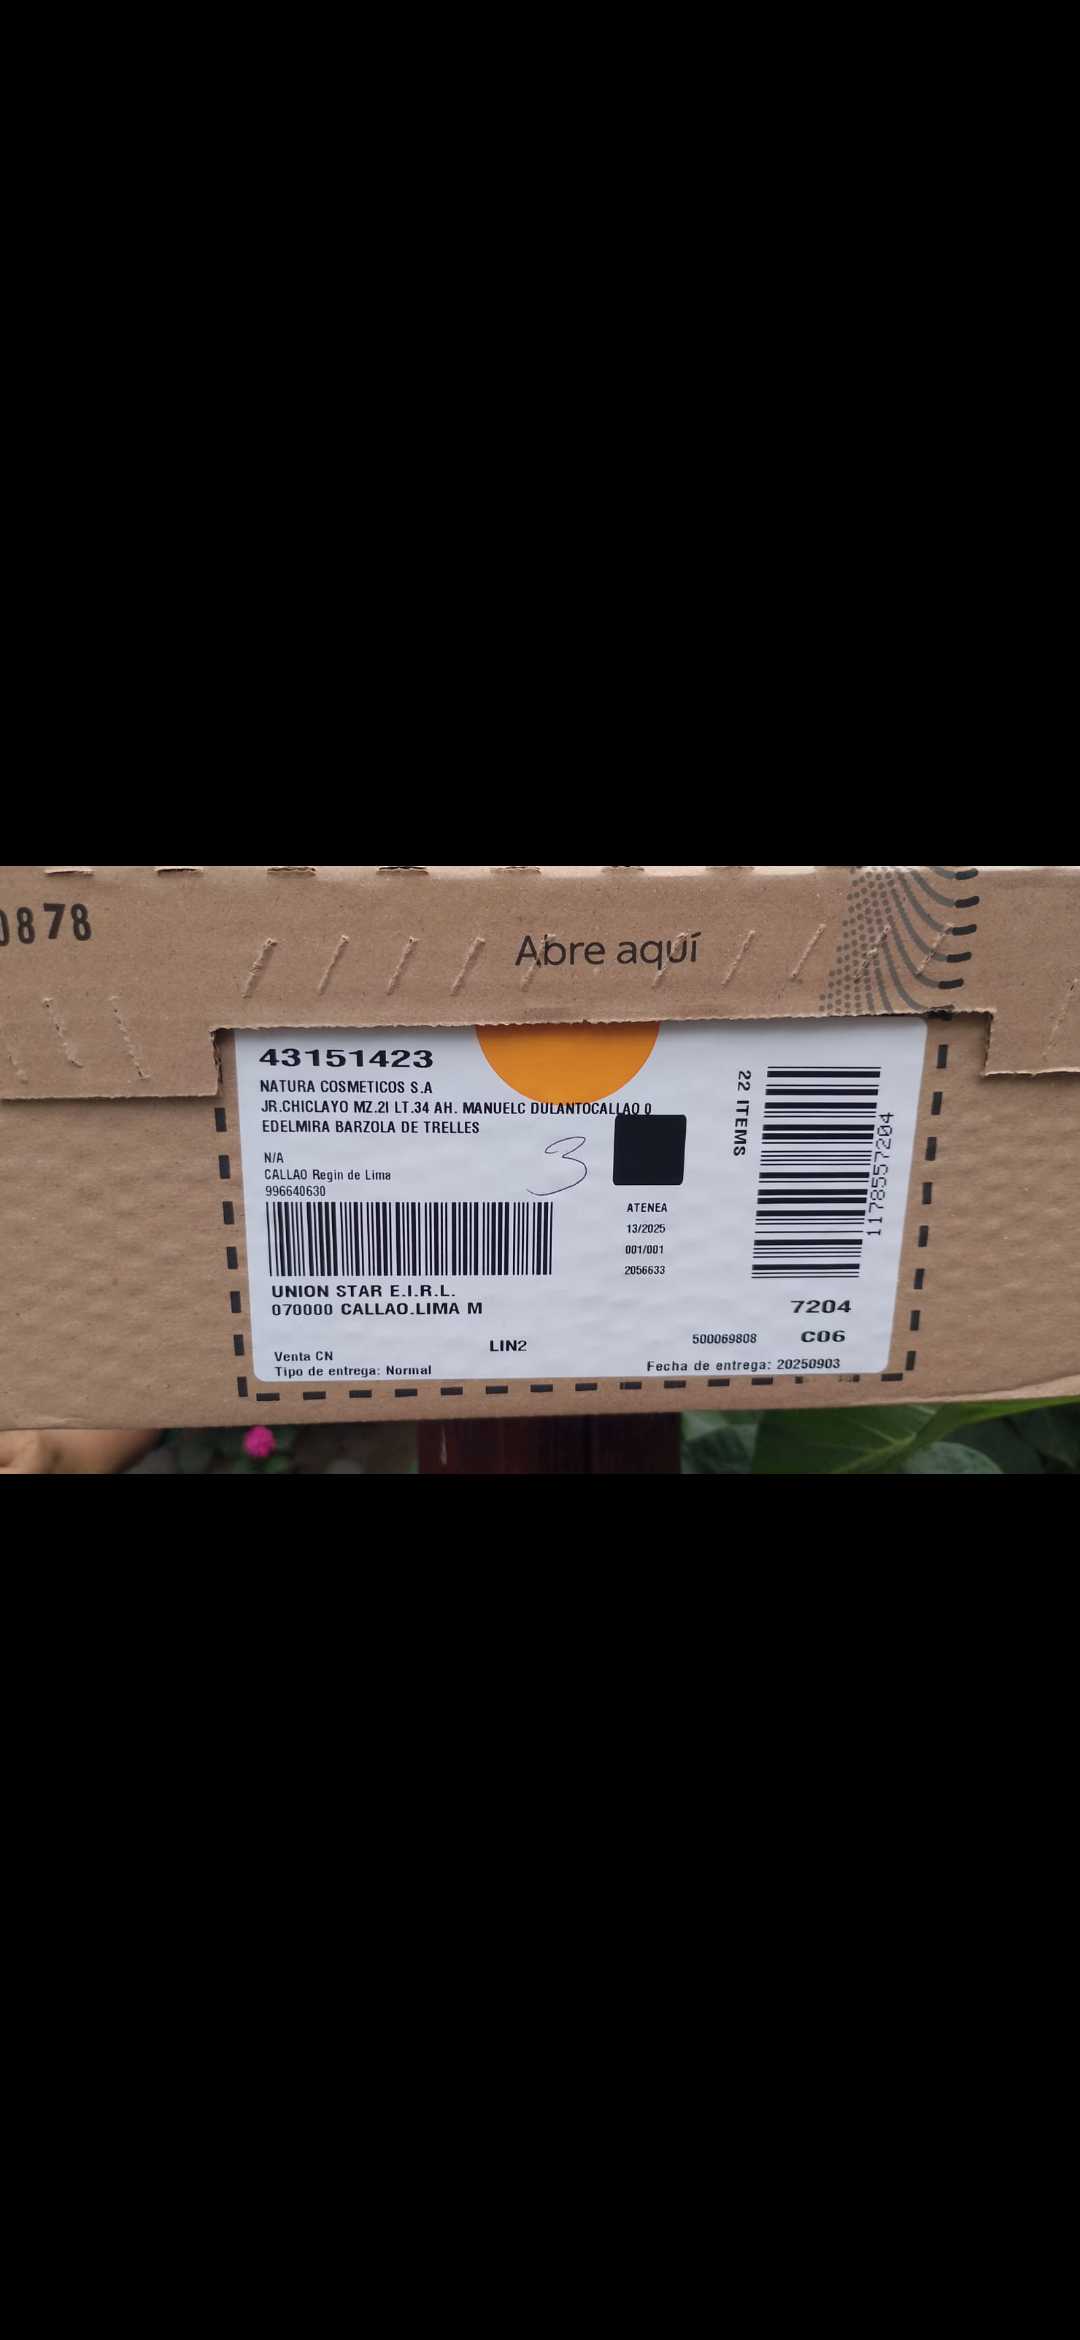 0878
Abre aquí
43151423
NATURA COSMETICOS S.A
JR.CHICLAYO MZ.2I LT.34 AH. MANUELC DULANTOCALLAO 0
EDELMIRA BARZOLA DE TRELLES
3
N/A
CALLAO Regin de Lima
996640630
UNION STAR E.I.R.L.
070000 CALLAO.LIMA M
LIN2
Venta CN
Tipo de entrega: Normal
ATENEA
13/2025
001/001
2056633
22 ITEMS
1178557204
7204
500069808 C06
Fecha de entrega: 20250903